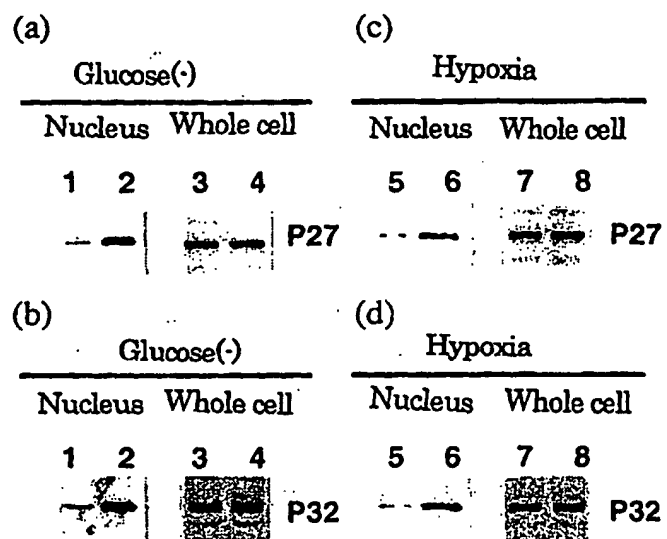 (a)
Glucose(-)
Nucleus Whole cell
1 2 3 4
P27
(c)
Hypoxia
Nucleus Whole cell
5 6 7 8
P27
(b)
Glucose(-)
Nucleus Whole cell
1 2 3 4
P32
(d)
Hypoxia
Nucleus Whole cell
5 6 7 8
P32